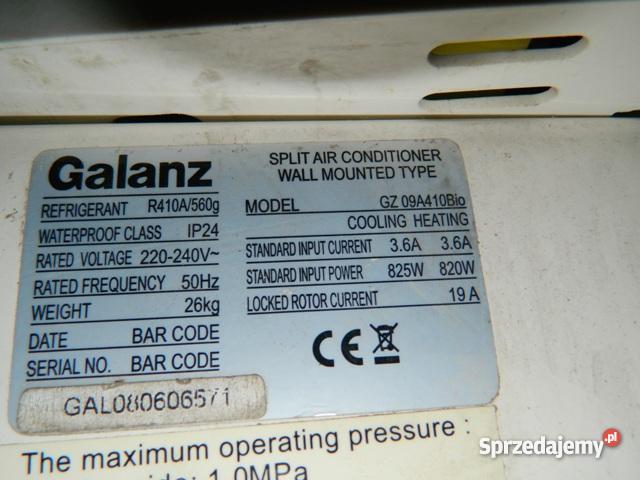 Galanz
SPLIT AIR CONDITIONER
WALL MOUNTED TYPE
REFRIGERANT R410A/560g
WATERPROOF CLASS IP24
RATED VOLTAGE 220-240V~
RATED FREQUENCY 50Hz
WEIGHT 26kg
DATE BAR CODE
SERIAL NO. BAR CODE
GAL080606571
MODEL GZ 09A410Bio
COOLING HEATING
STANDARD INPUT CURRENT 3.6A 3.6A
STANDARD INPUT POWER 825W 820W
LOCKED ROTOR CURRENT 19 A
CE
The maximum operating pressure :
1.0MPa
Sprzedajemy.pl